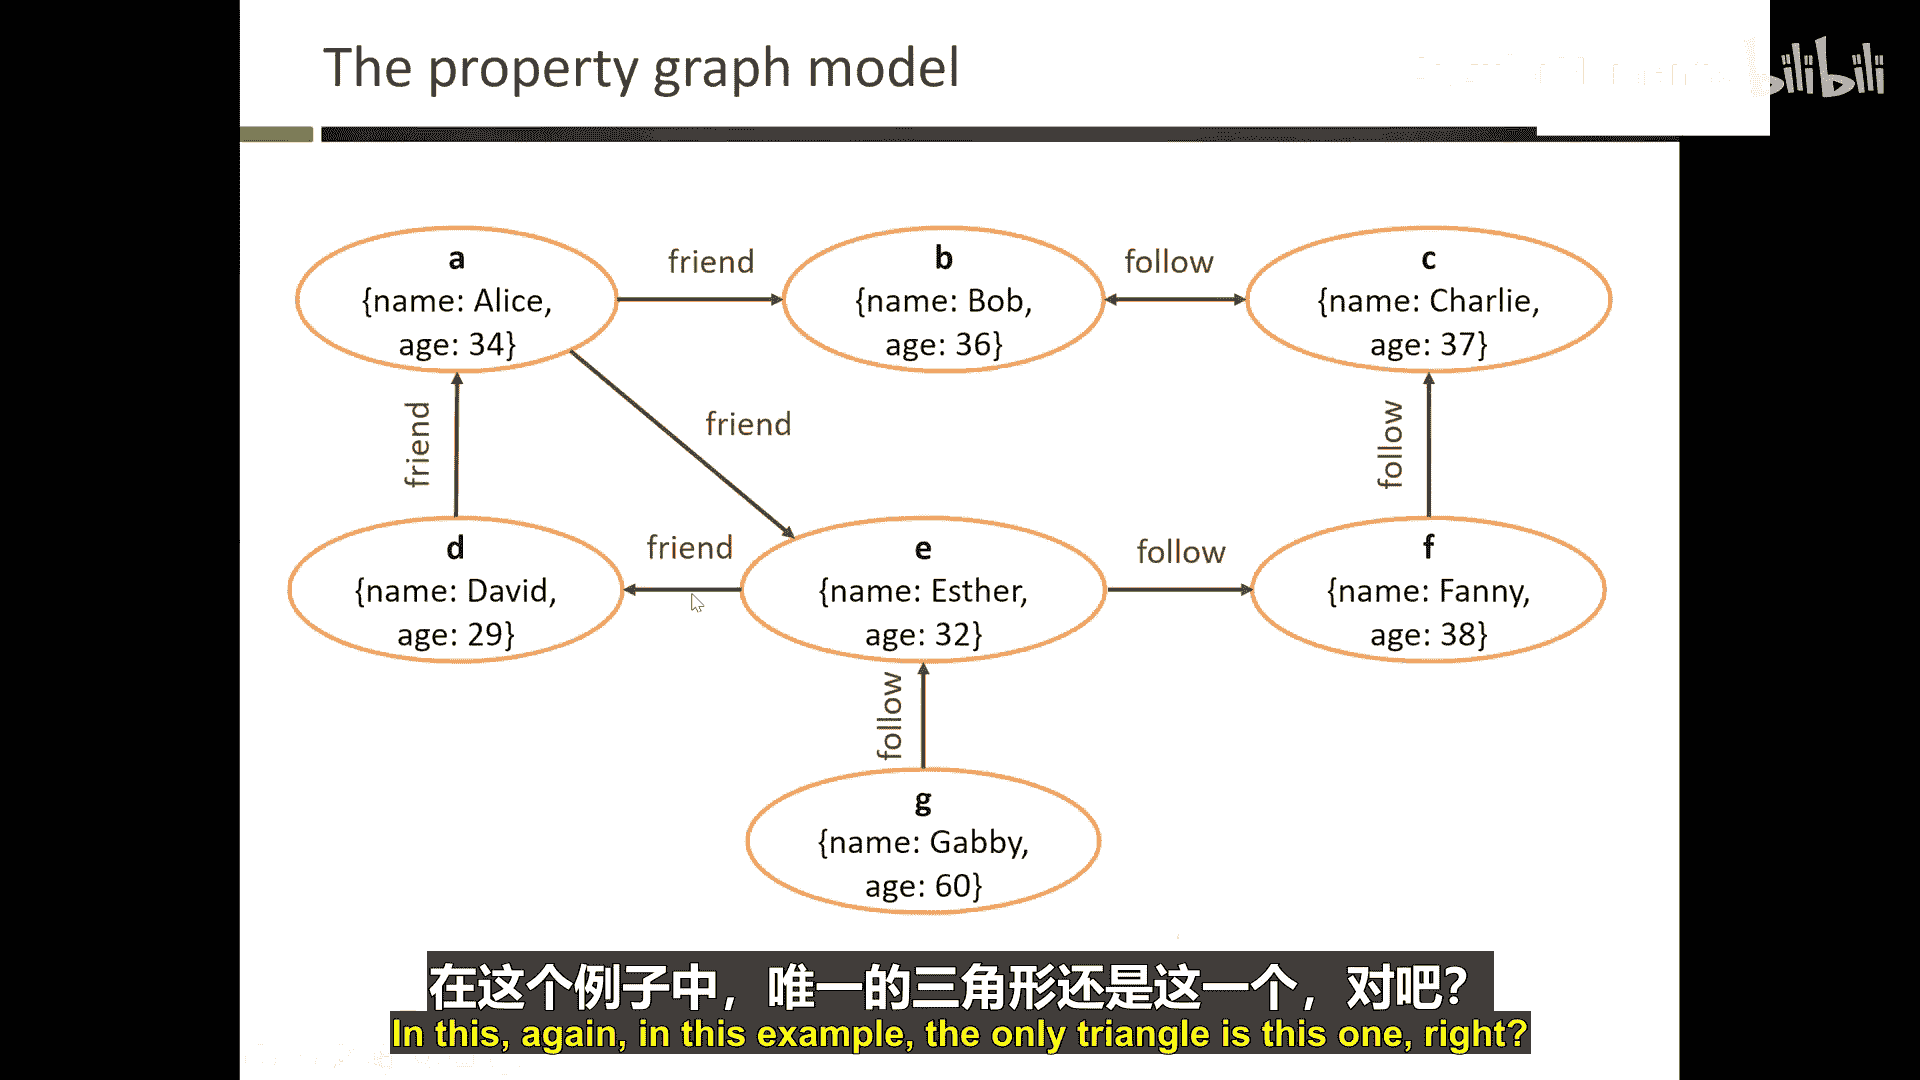 The property graph model
bilibili
a
{name: Alice,
age: 34}
friend
b
{name: Bob,
age: 36}
follow
c
{name: Charlie,
age: 37}
friend
friend
follow
d
{name: David,
age: 29}
friend
e
{name: Esther,
age: 32}
follow
f
{name: Fanny,
age: 38}
follow
g
{name: Gabby,
age: 60}
在这个例子中，唯一的三角形还是这一个，对吧？
In this, again, in this example, the only triangle is this one, right?